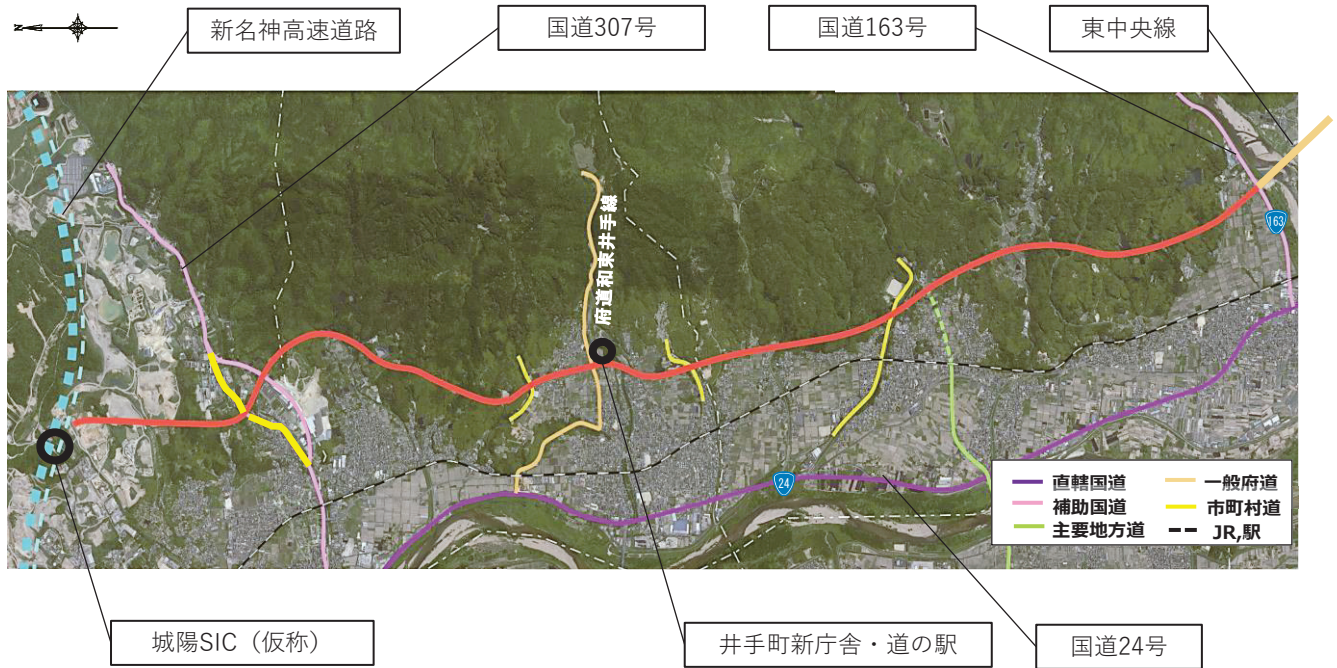 N
新名神高速道路
国道307号
国道163号
東中央線
府道和束井手線
163
24
直轄国道
一般府道
補助国道
市町村道
主要地方道
JR,駅
城陽SIC（仮称）
井手町新庁舎・道の駅
国道24号